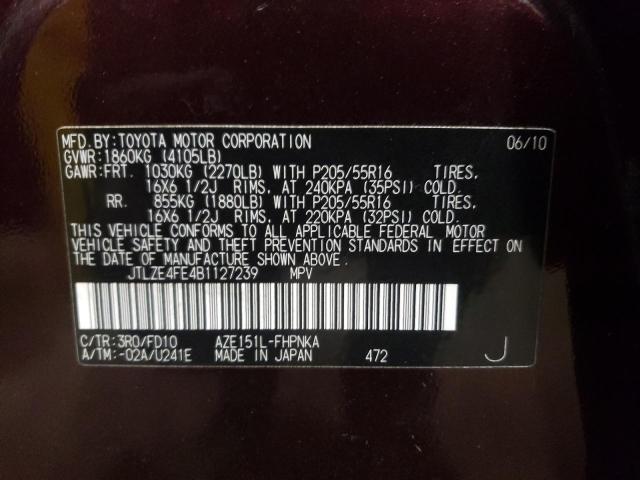 MFD.BY:TOYOTA MOTOR CORPORATION 06/10
GVWR:1860KG (4105LB)
GAWR:FRT. 1030KG (2270LB) WITH P205/55R16 TIRES,
16X6 1/2J RIMS, AT 240KPA (35PSI) COLD.
RR. 855KG (1880LB) WITH P205/55R16 TIRES,
16X6 1/2J RIMS, AT 220KPA (32PSI) COLD.
THIS VEHICLE CONFORMS TO ALL APPLICABLE FEDERAL MOTOR
VEHICLE SAFETY AND THEFT PREVENTION STANDARDS IN EFFECT ON
THE DATE OF MANUFACTURE SHOWN ABOVE.
JTLZE4FE4B1127239 MPV
C/TR:3R0/FD10 AZE151L-FHPNKA
A/TM:-02A/U241E MADE IN JAPAN 472 J